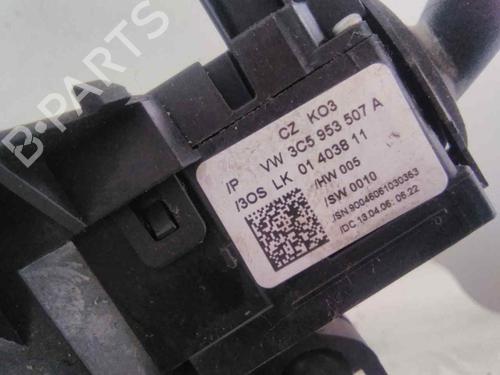 B-PARTS
CZ KO3
/P VW 3C5 953 507 A
/3OS LK 01 4038 11
/HW 005
/SW 0010
/SN 90046061030363
/DC 13.04.06; 06.22